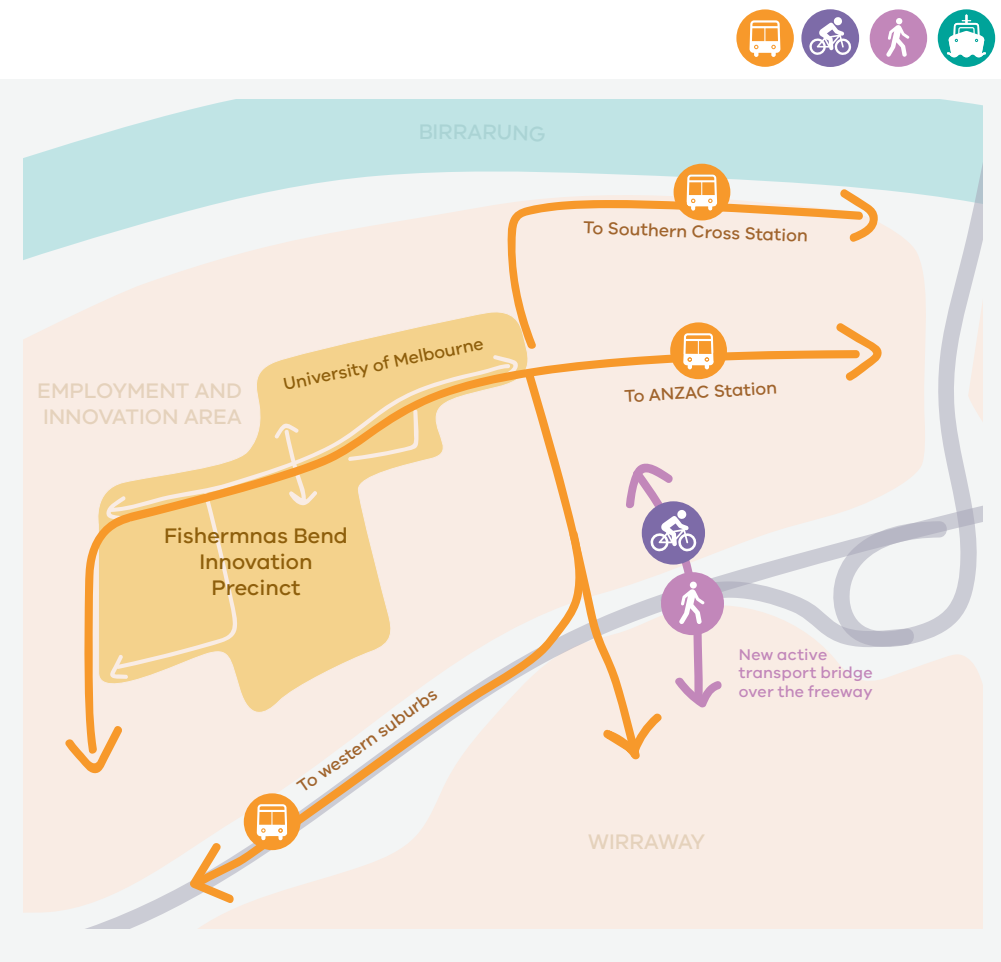 BIRRARUNG
To Southern Cross Station
University of Melbourne
EMPLOYMENT AND
INNOVATION AREA
To ANZAC Station
Fishermnas Bend
Innovation
Precinct
New active
transport bridge
over the freeway
To western suburbs
WIRRAWAY